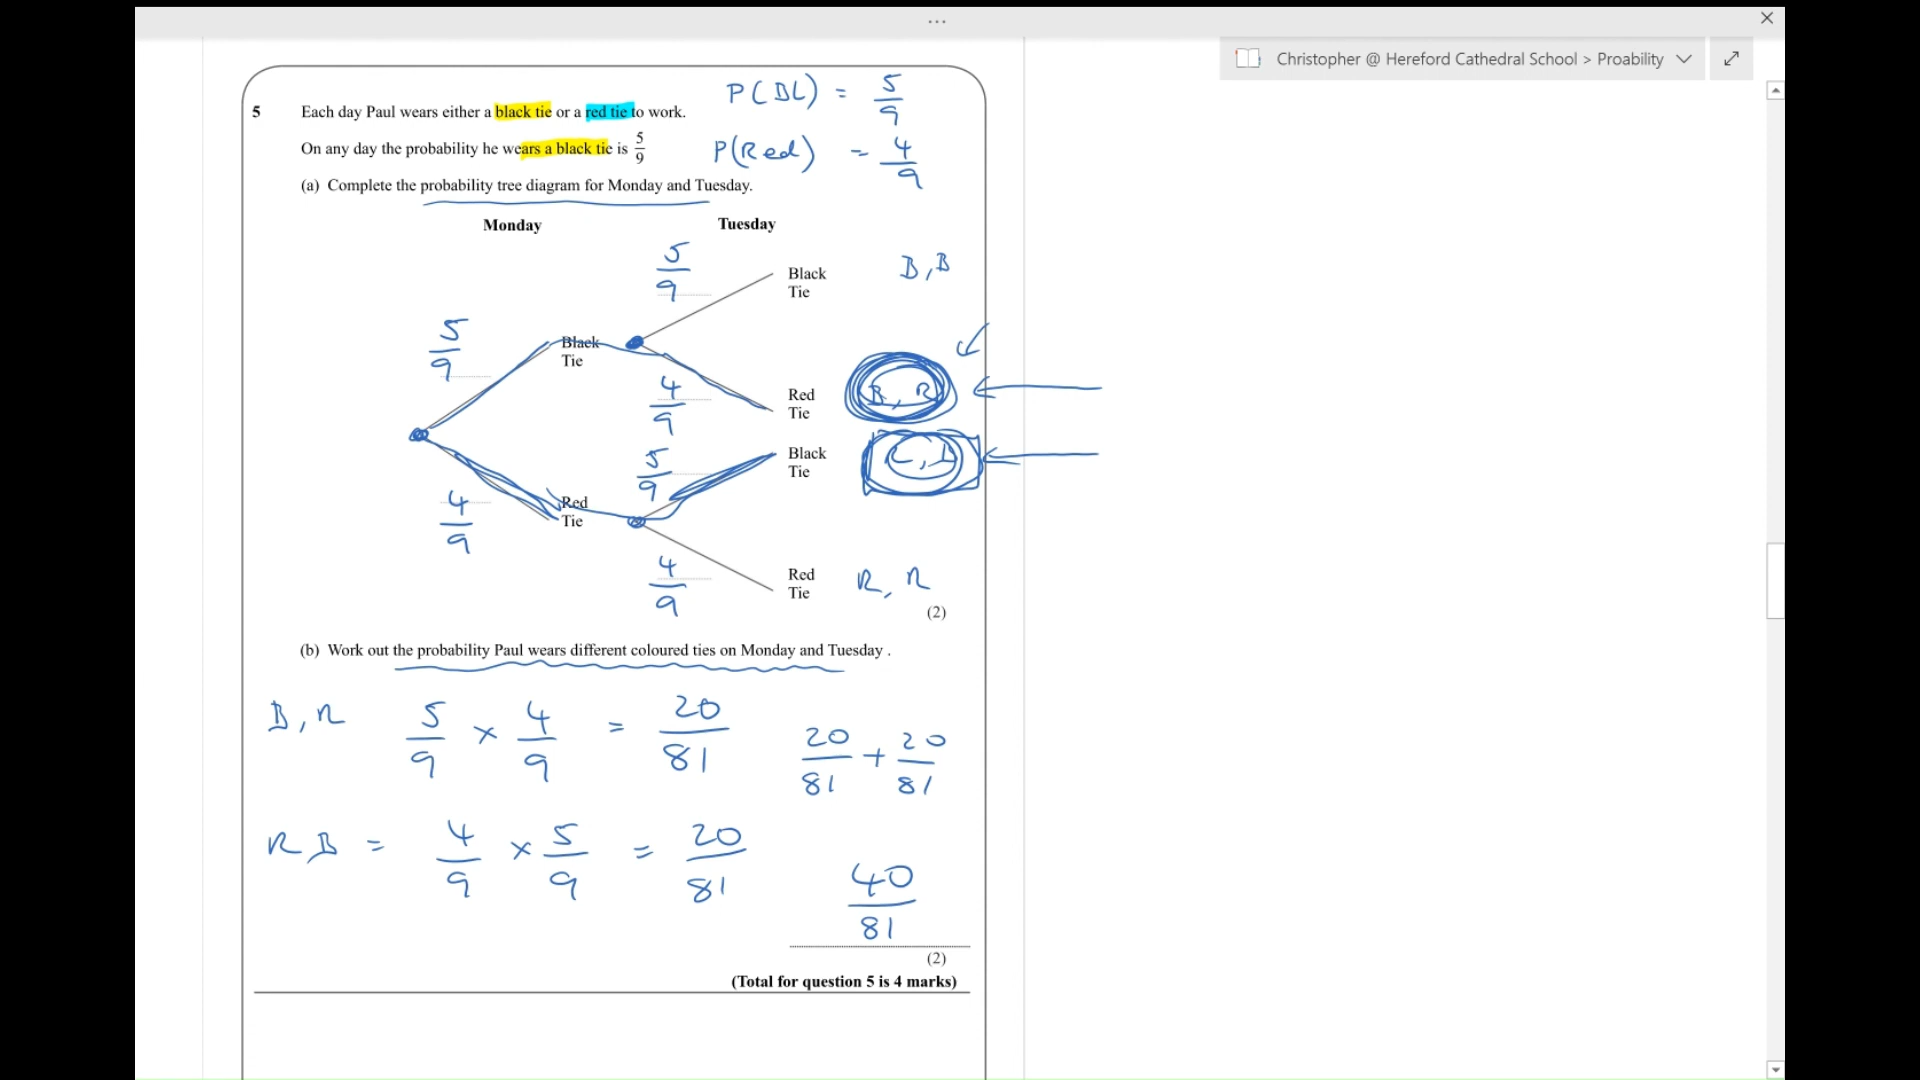 ...
Christopher @ Hereford Cathedral School > Proability
5 Each day Paul wears either a black tie or a red tie to work.
P(BL) = 5/9
On any day the probability he wears a black tie is 5/9
P(Red) = 4/9
(a) Complete the probability tree diagram for Monday and Tuesday.
Monday Tuesday
5/9
Black
Tie
B, B
5/9
Black
Tie
4/9
Red
Tie
B, R
5/9
Black
Tie
4/9
Red
Tie
4/9
Red
Tie
R, R
(2)
(b) Work out the probability Paul wears different coloured ties on Monday and Tuesday .
B, R 5/9 × 4/9 = 20/81
20/81 + 20/81
R, B = 4/9 × 5/9 = 20/81
40/81
(2)
(Total for question 5 is 4 marks)